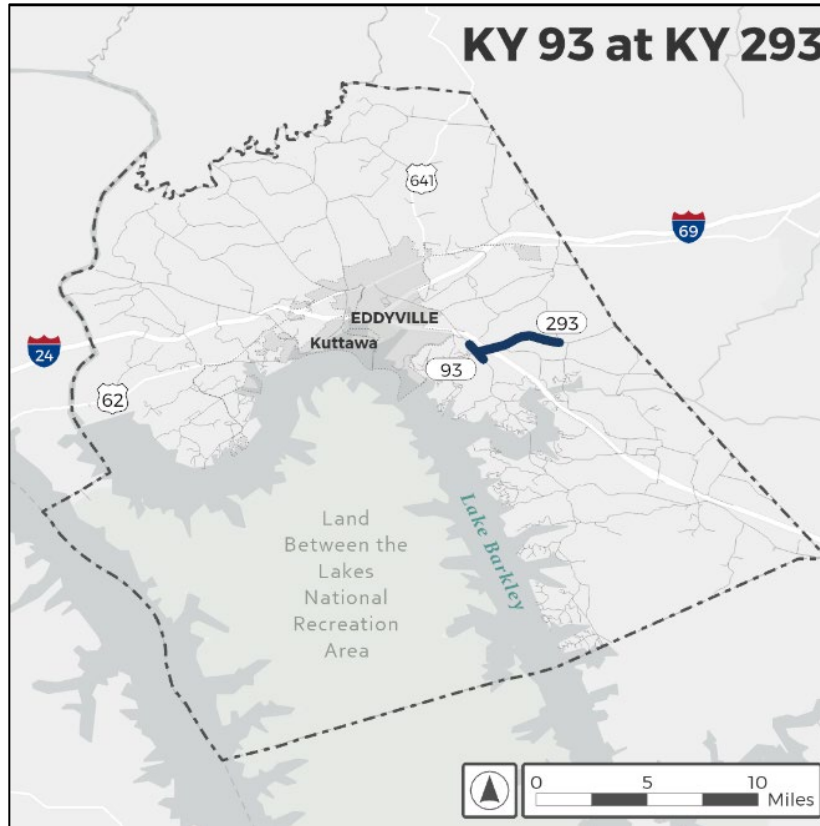 KY 93 at KY 293
641
69
EDDYVILLE
293
Kuttawa
24
93
62
Land
Between the
Lakes
National
Recreation
Area
Lake Barkley
0 5 10
Miles